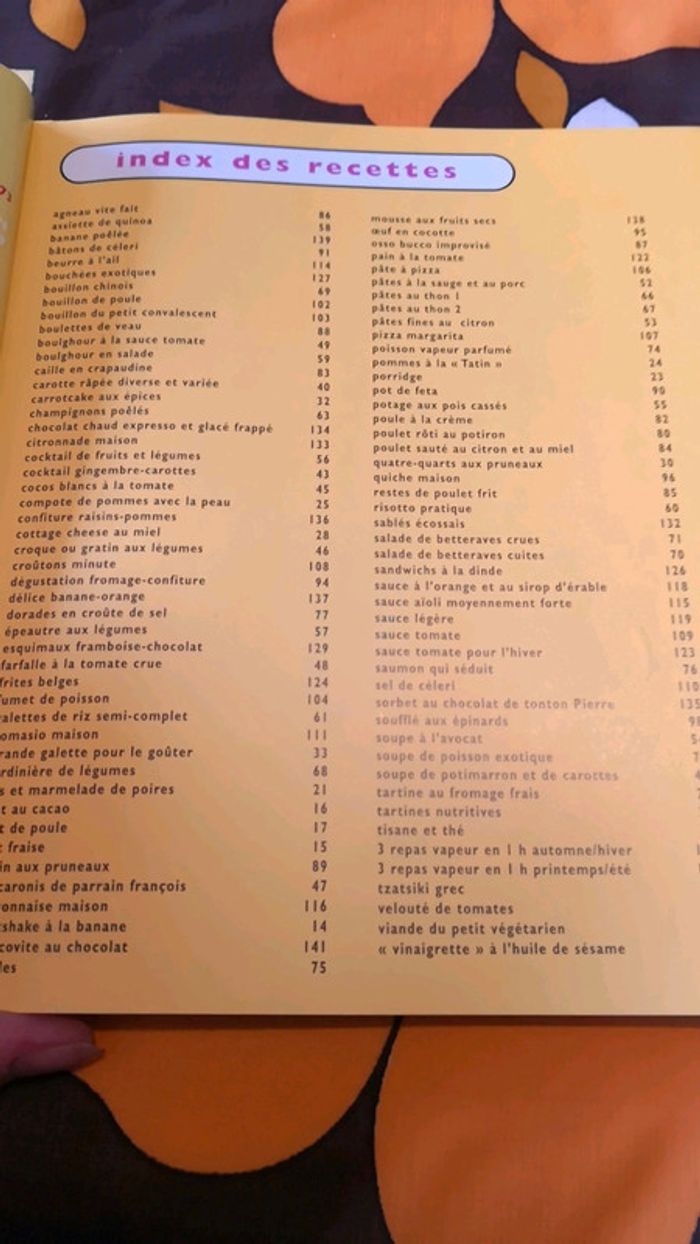 index des recettes
agneau vite fait 86
assiette de quinoa 58
banane poêlée 139
bâtons de céleri 91
beurre à l'ail 114
bouchées exotiques 127
bouillon chinois 69
bouillon de poule 102
bouillon du petit convalescent 103
boulettes de veau 88
boulghour à la sauce tomate 49
boulghour en salade 59
caille en crapaudine 83
carotte râpée diverse et variée 40
carrotcake aux épices 32
champignons poêlés 63
chocolat chaud expresso et glacé frappé 134
citronnade maison 133
cocktail de fruits et légumes 56
cocktail gingembre-carottes 43
cocos blancs à la tomate 45
compote de pommes avec la peau 25
confiture raisins-pommes 136
cottage cheese au miel 28
croque ou gratin aux légumes 46
croûtons minute 108
dégustation fromage-confiture 94
délice banane-orange 137
dorades en croûte de sel 77
épeautre aux légumes 57
esquimaux framboise-chocolat 129
farfalle à la tomate crue 48
frites belges 124
fumet de poisson 104
alettes de riz semi-complet 61
omasio maison 111
rande galette pour le goûter 33
rdinière de légumes 68
s et marmelade de poires 21
t au cacao 16
t de poule 17
fraise 15
in aux pruneaux 89
caronis de parrain françois 47
onnaise maison 116
shake à la banane 14
covite au chocolat 141
les 75
mousse aux fruits secs 138
œuf en cocotte 95
osso bucco improvisé 87
pain à la tomate 122
pâte à pizza 106
pâtes à la sauge et au porc 52
pâtes au thon 1 66
pâtes au thon 2 67
pâtes fines au citron 53
pizza margarita 107
poisson vapeur parfumé 74
pommes à la « Tatin » 24
porridge 23
pot de feta 90
potage aux pois cassés 55
poule à la crème 82
poulet rôti au potiron 80
poulet sauté au citron et au miel 84
quatre-quarts aux pruneaux 30
quiche maison 96
restes de poulet frit 85
risotto pratique 60
sablés écossais 132
salade de betteraves crues 71
salade de betteraves cuites 70
sandwichs à la dinde 126
sauce à l'orange et au sirop d'érable 118
sauce aïoli moyennement forte 115
sauce légère 119
sauce tomate 109
sauce tomate pour l'hiver 123
saumon qui séduit 76
sel de céleri 110
sorbet au chocolat de tonton Pierre 135
soufflé aux épinards
soupe à l'avocat
soupe de poisson exotique
soupe de potimarron et de carottes
tartine au fromage frais
tartines nutritives
tisane et thé
3 repas vapeur en 1 h automne/hiver
3 repas vapeur en 1 h printemps/été
tzatsiki grec
velouté de tomates
viande du petit végétarien
« vinaigrette » à l'huile de sésame